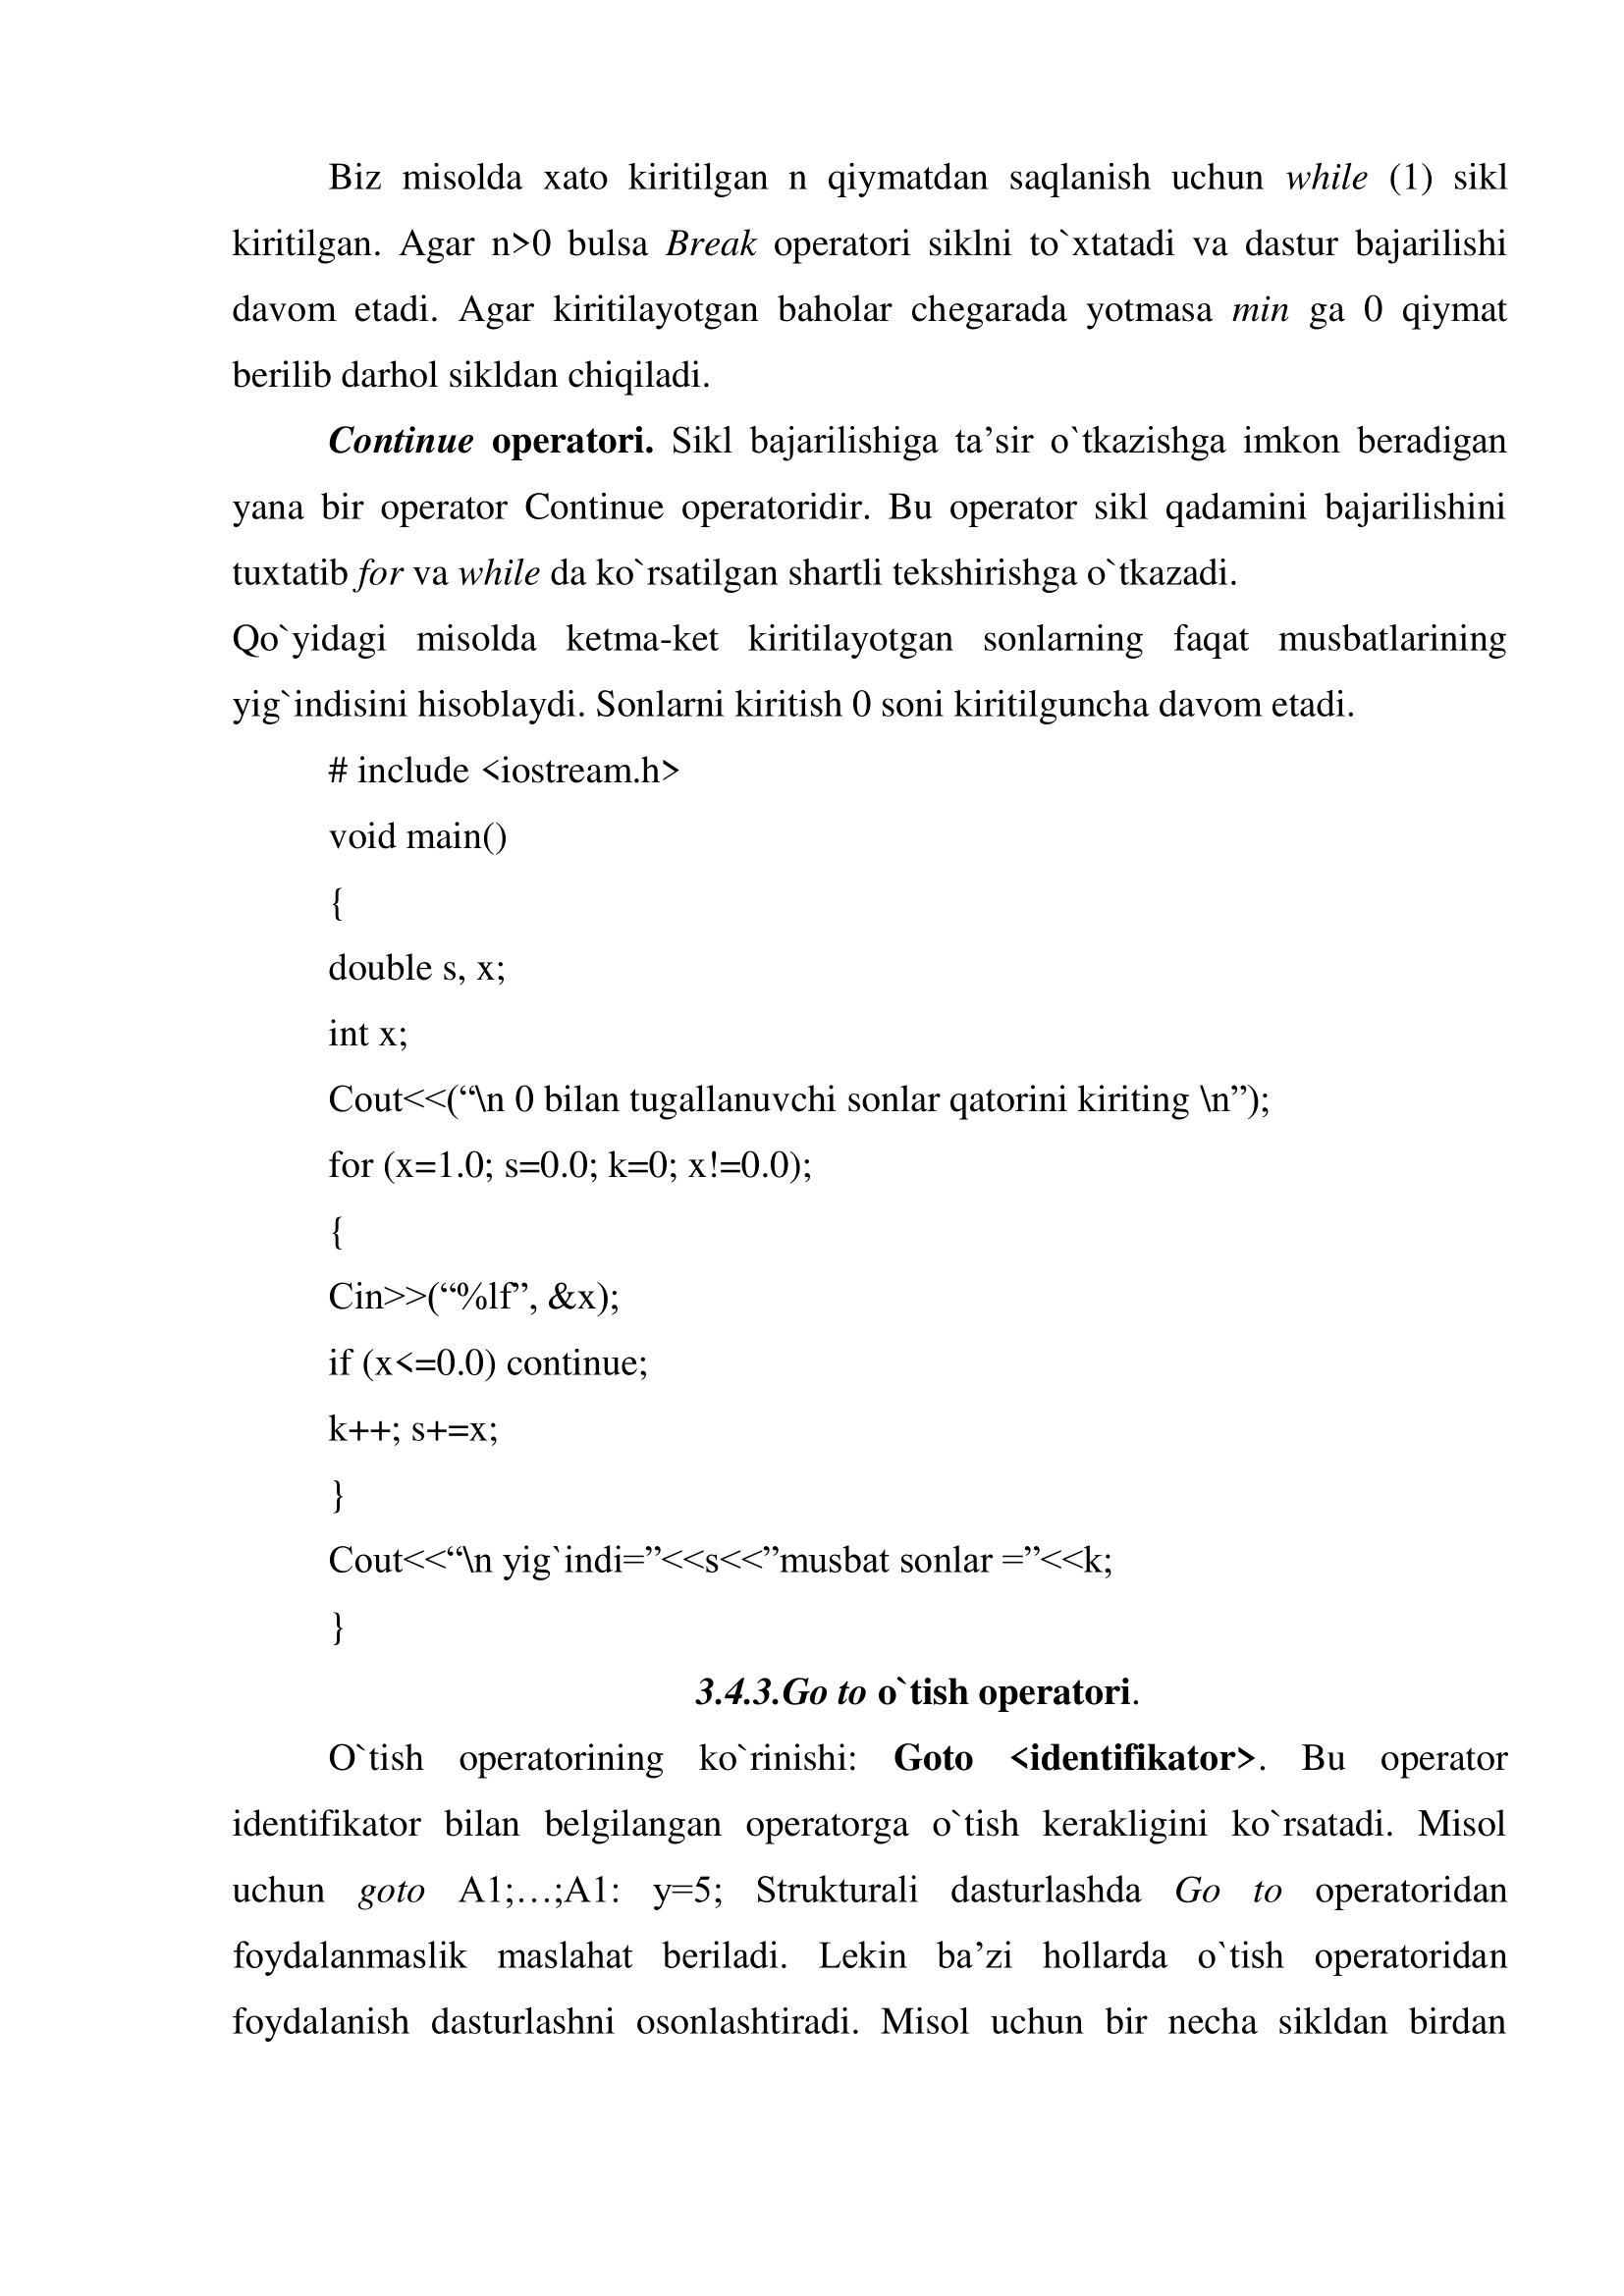 Biz misolda xato kiritilgan n qiymatdan saqlanish uchun while (1) sikl
kiritilgan. Agar n>0 bulsa Break operatori siklni to`xtatadi va dastur bajarilishi
davom etadi. Agar kiritilayotgan baholar chegarada yotmasa min ga 0 qiymat
berilib darhol sikldan chiqiladi.
Continue operatori. Sikl bajarilishiga ta’sir o`tkazishga imkon beradigan
yana bir operator Continue operatoridir. Bu operator sikl qadamini bajarilishini
tuxtatib for va while da ko`rsatilgan shartli tekshirishga o`tkazadi.
Qo`yidagi misolda ketma-ket kiritilayotgan sonlarning faqat musbatlarining
yig`indisini hisoblaydi. Sonlarni kiritish 0 soni kiritilguncha davom etadi.
# include <iostream.h>
void main()
{
double s, x;
int x;
Cout<<(“\n 0 bilan tugallanuvchi sonlar qatorini kiriting \n”);
for (x=1.0; s=0.0; k=0; x!=0.0);
{
Cin>>(“%lf”, &x);
if (x<=0.0) continue;
k++; s+=x;
}
Cout<<“\n yig`indi=”<<s<<”musbat sonlar =”<<k;
}
3.4.3.Go to o`tish operatori.
O`tish operatorining ko`rinishi: Goto <identifikator>. Bu operator
identifikator bilan belgilangan operatorga o`tish kerakligini ko`rsatadi. Misol
uchun goto A1;…;A1: y=5; Strukturali dasturlashda Go to operatoridan
foydalanmaslik maslahat beriladi. Lekin ba’zi hollarda o`tish operatoridan
foydalanish dasturlashni osonlashtiradi. Misol uchun bir necha sikldan birdan